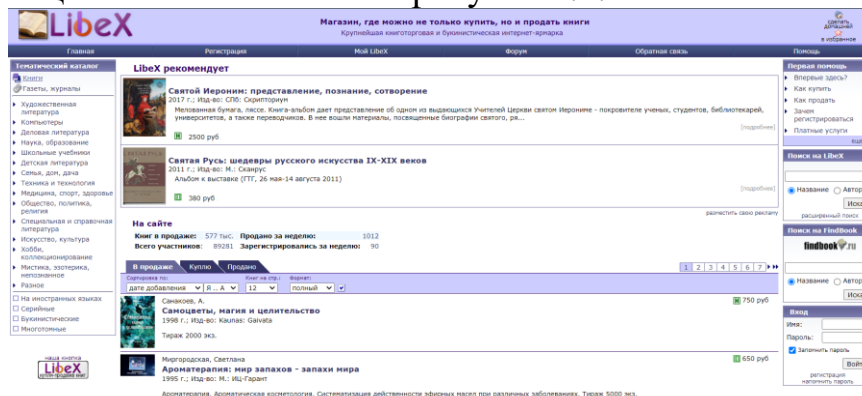 LibeX
Магазин, где можно не только купить, но и продать книги
Крупнейшая книготорговая и букинистическая интернет-ярмарка
сделать домашней
в избранное
Главная Регистрация Мой LibeX Форум Обратная связь Помощь
Тематический каталог
Книги
Газеты, журналы
Художественная
литература
Компьютеры
Деловая литература
Наука, образование
Школьные учебники
Детская литература
Семья, дом, дача
Техника и технология
Медицина, спорт, здоровье
Общество, политика,
религия
Специальная и справочная
литература
Искусство, культура
Хобби,
коллекционирование
Мистика, эзотерика,
непознанное
Разное
На иностранных языках
Серийные
Букинистические
Многотомные
наша кнопка
LibeX
LibeX рекомендует
Святой Иероним: представление, познание, сотворение
2017 г.; Изд-во: СПб: Скрипториум
Мелованная бумага, ляссе. Книга-альбом дает представление об одном из выдающихся Учителей Церкви святом Иерониме - покровителе ученых, студентов, библиотекарей,
университетов, а также переводчиков. В нее вошли материалы, посвященные биографии святого, ря...
[подробнее]
2500 руб
Святая Русь: шедевры русского искусства IX-XIX веков
2011 г.; Изд-во: М.: Сканрус
Альбом к выставке (ГТГ, 26 мая-14 августа 2011)
[подробнее]
380 руб
разместить свою рекламу
На сайте
Книг в продаже: 577 тыс. Продано за неделю: 1012
Всего участников: 89281 Зарегистрировались за неделю: 90
В продаже Куплю Продано
1 2 3 4 5 6 7
Сортировка по: Книг на стр.: Формат:
дате добавления Я .. А 12 полный
Санакоев, А.
750 руб
Самоцветы, магия и целительство
1998 г.; Изд-во: Kaunas: Gaivata
Тираж 2000 экз.
Миргородская, Светлана
650 руб
Ароматерапия: мир запахов - запахи мира
1995 г.; Изд-во: М.: ИЦ-Гарант
Ароматерапия. Ароматическая косметология. Систематизация действенности эфирных масел при различных заболеваниях. Тираж 5000 экз.
Первая помощь
Впервые здесь?
Как купить
Как продать
Зачем
регистрироваться
Платные услуги
еще
Поиск на LibeX
Название Автор
Иска
расширенный поиск
Поиск на FindBook
findbook.ru
Название Автор
Иска
Вход
Имя:
Пароль:
Запомнить пароль
Войт
регистрация
напомнить пароль